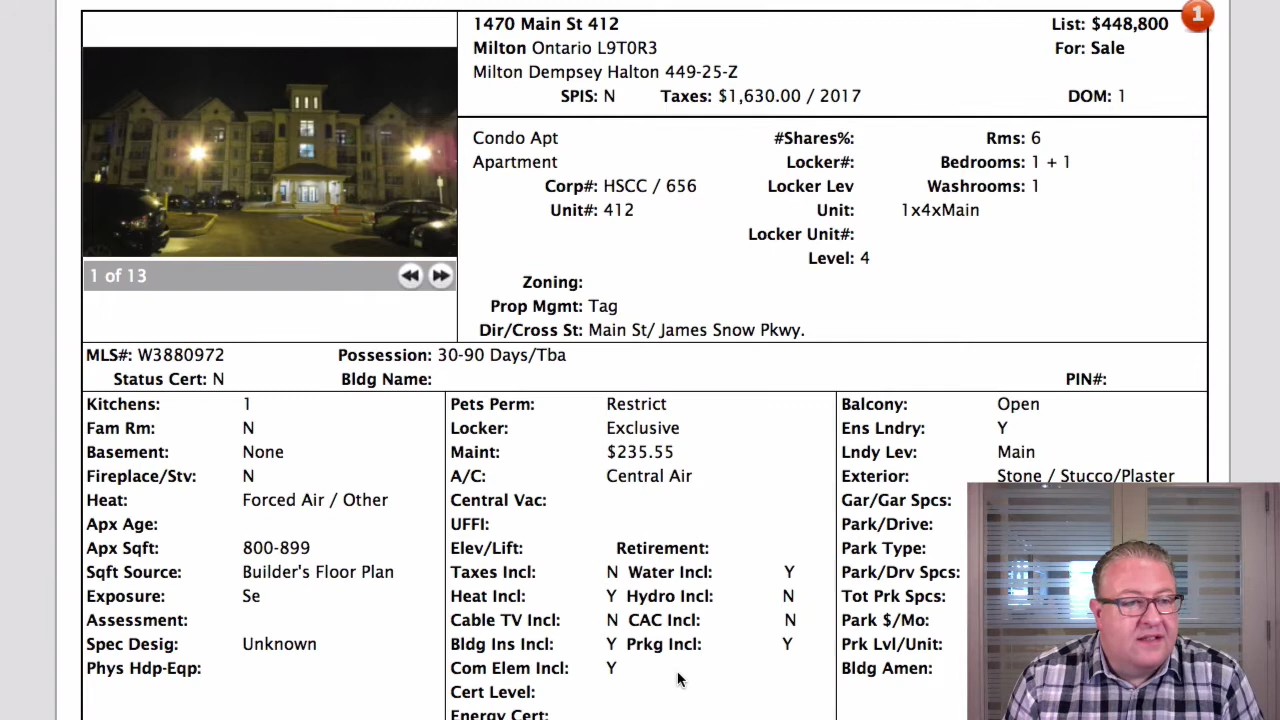 1
1470 Main St 412
List: $448,800
Milton Ontario L9T0R3
For: Sale
Milton Dempsey Halton 449-25-Z
SPIS: N Taxes: $1,630.00 / 2017
DOM: 1
Condo Apt
#Shares%:
Rms: 6
Apartment
Locker#:
Bedrooms: 1 + 1
Corp#: HSCC / 656
Locker Lev
Washrooms: 1
Unit#: 412
Unit:
1x4xMain
Locker Unit#:
Level: 4
Zoning:
Prop Mgmt: Tag
Dir/Cross St: Main St/ James Snow Pkwy.
1 of 13
MLS#: W3880972
Possession: 30-90 Days/Tba
Status Cert: N
Bldg Name:
PIN#:
Kitchens: 1
Fam Rm: N
Basement: None
Fireplace/Stv: N
Heat: Forced Air / Other
Apx Age:
Apx Sqft: 800-899
Sqft Source: Builder's Floor Plan
Exposure: Se
Assessment:
Spec Desig: Unknown
Phys Hdp-Eqp:
Pets Perm: Restrict
Locker: Exclusive
Maint: $235.55
A/C: Central Air
Central Vac:
UFFI:
Elev/Lift: Retirement:
Taxes Incl: N Water Incl: Y
Heat Incl: Y Hydro Incl: N
Cable TV Incl: N CAC Incl: N
Bldg Ins Incl: Y Prkg Incl: Y
Com Elem Incl: Y
Cert Level:
Energy Cert:
Balcony: Open
Ens Lndry: Y
Lndy Lev: Main
Exterior: Stone / Stucco/Plaster
Gar/Gar Spcs:
Park/Drive:
Park Type:
Park/Drv Spcs:
Tot Prk Spcs:
Park $/Mo:
Prk Lvl/Unit:
Bldg Amen: